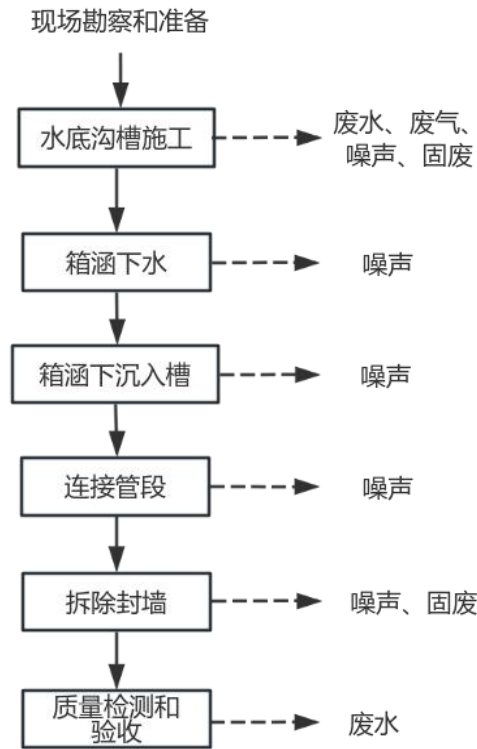 现场勘察和准备
水底沟槽施工
废水、废气、
噪声、固废
箱涵下水
噪声
箱涵下沉入槽
噪声
连接管段
噪声
拆除封墙
噪声、固废
质量检测和
验收
废水